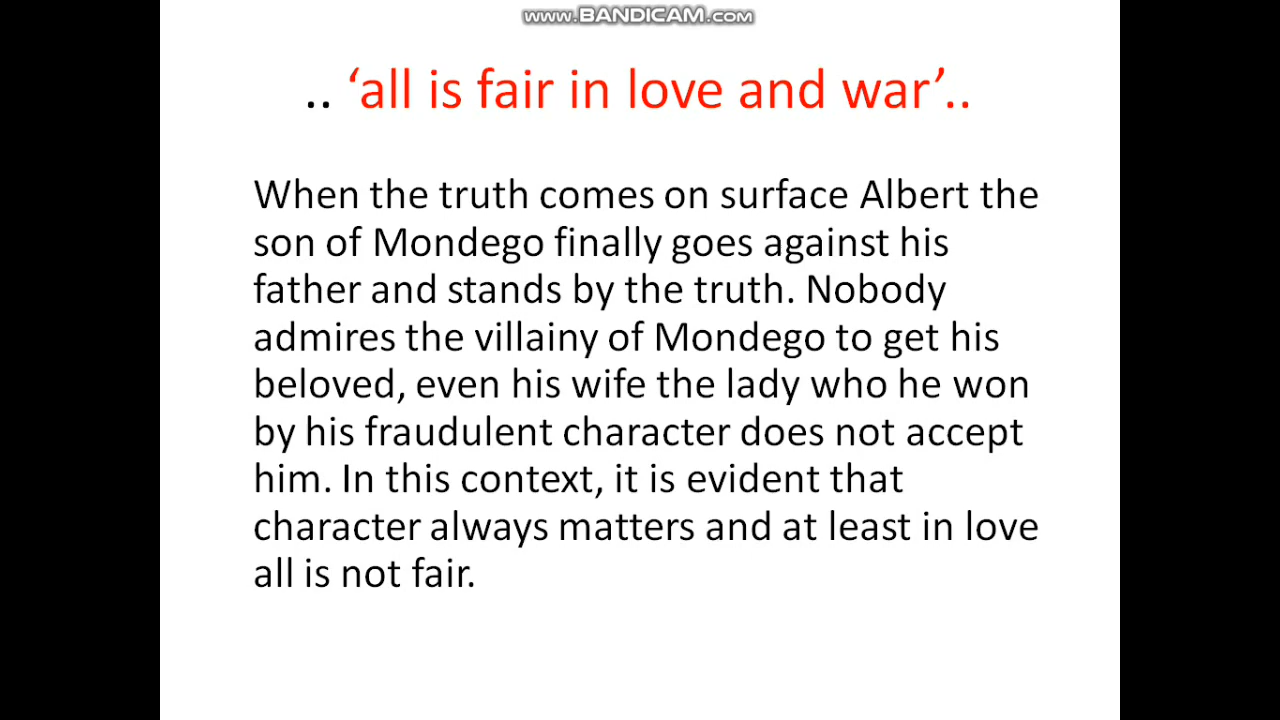 www.BANDICAM.com
.. ‘all is fair in love and war’..
When the truth comes on surface Albert the
son of Mondego finally goes against his
father and stands by the truth. Nobody
admires the villainy of Mondego to get his
beloved, even his wife the lady who he won
by his fraudulent character does not accept
him. In this context, it is evident that
character always matters and at least in love
all is not fair.